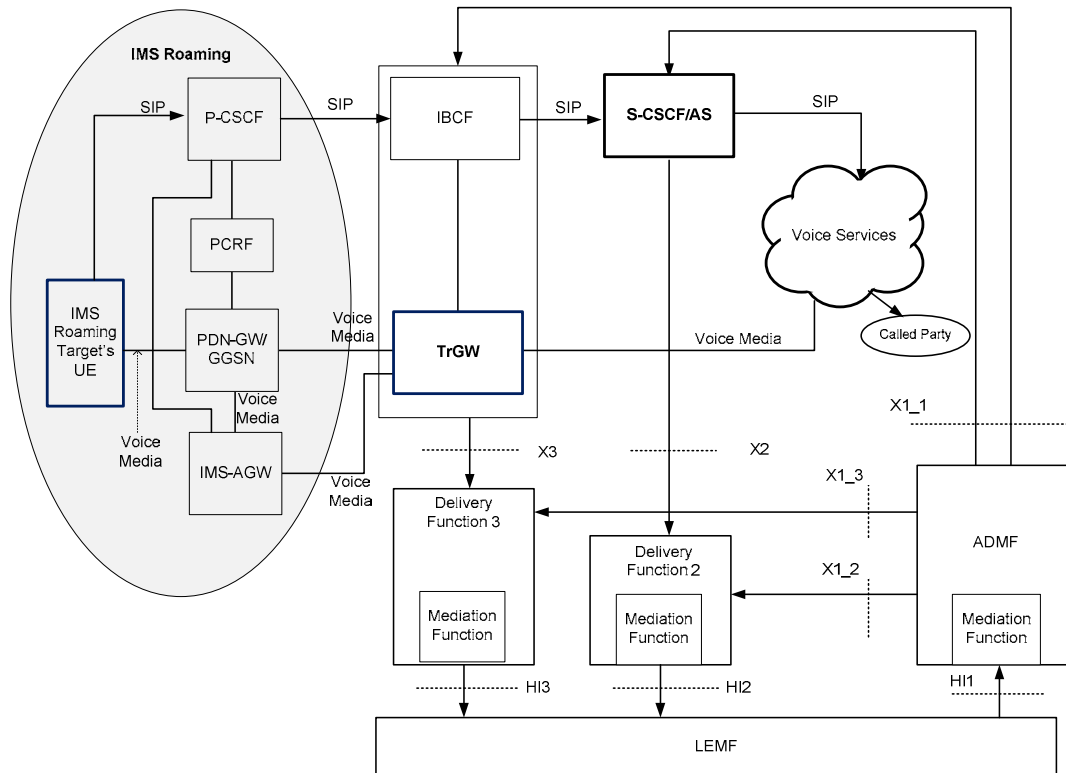 IMS Roaming
SIP
P-CSCF
SIP
IBCF
SIP
S-CSCF/AS
SIP
PCRF
Voice Services
IMS
Roaming
Target's
UE
PDN-GW/
GGSN
Voice
Media
TrGW
Voice Media
Called Party
Voice
Media
Voice
Media
IMS-AGW
Voice
Media
X3
X2
X1_1
X1_3
Delivery
Function 3
Delivery
Function 2
X1_2
ADMF
Mediation
Function
Mediation
Function
Mediation
Function
HI3
HI2
HI1
LEMF